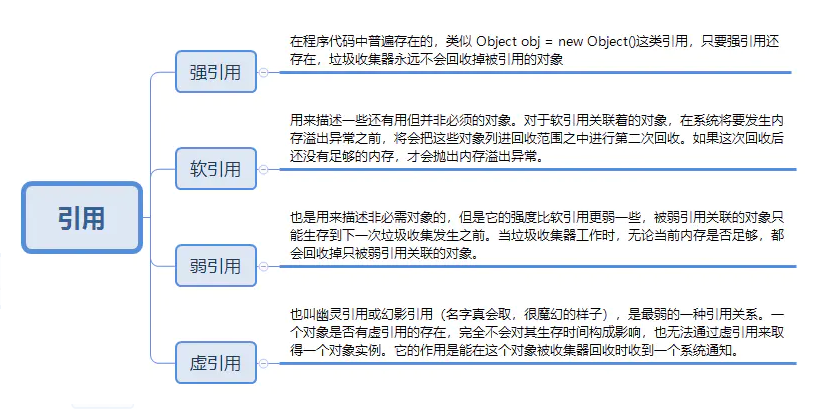 引用
强引用
在程序代码中普遍存在的，类似 Object obj = new Object()这类引用，只要强引用还
存在，垃圾收集器永远不会回收掉被引用的对象
软引用
用来描述一些还有用但并非必须的对象。对于软引用关联着的对象，在系统将要发生内
存溢出异常之前，将会把这些对象列进回收范围之中进行第二次回收。如果这次回收后
还没有足够的内存，才会抛出内存溢出异常。
弱引用
也是用来描述非必需对象的，但是它的强度比软引用更弱一些，被弱引用关联的对象只
能生存到下一次垃圾收集发生之前。当垃圾收集器工作时，无论当前内存是否足够，都
会回收掉只被弱引用关联的对象。
虚引用
也叫幽灵引用或幻影引用（名字真会取，很魔幻的样子），是最弱的一种引用关系。一
个对象是否有虚引用的存在，完全不会对其生存时间构成影响，也无法通过虚引用来取
得一个对象实例。它的作用是能在这个对象被收集器回收时收到一个系统通知。